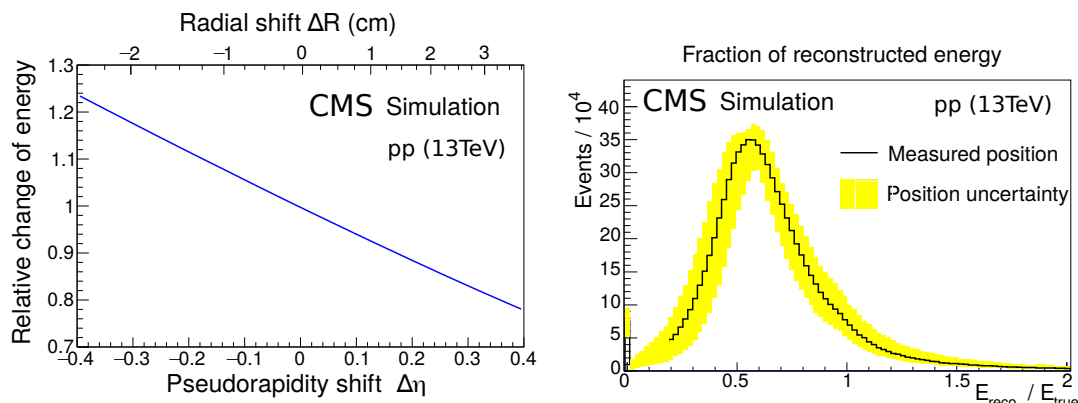 Radial shift ΔR (cm)
−2 −1 0 1 2 3
1.3
1.2
1.1
1
0.9
0.8
0.7
Relative change of energy
CMS Simulation
pp (13TeV)
−0.4 −0.3 −0.2 −0.1 0 0.1 0.2 0.3 0.4
Pseudorapidity shift Δη
Fraction of reconstructed energy
CMS Simulation pp (13TeV)
Events / 10⁴
40
35
30
25
20
15
10
5
0
Measured position
Position uncertainty
0 0.5 1 1.5 2
E_reco / E_true